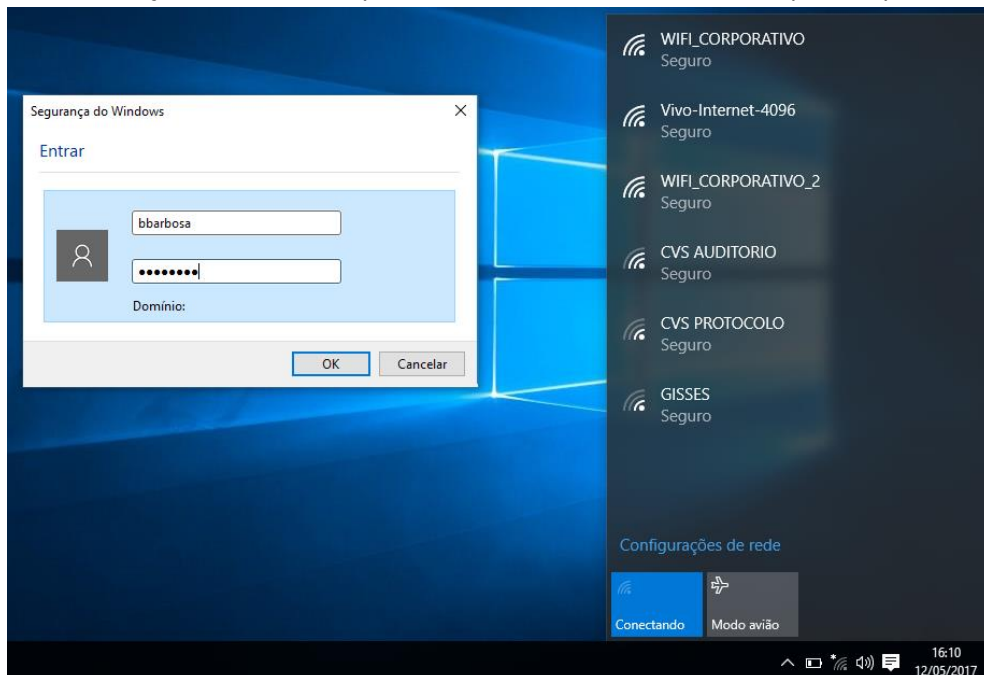 Segurança do Windows
Entrar
bbarbosa
••••••••
Domínio:
OK
Cancelar
WIFI_CORPORATIVO
Seguro
Vivo-Internet-4096
Seguro
WIFI_CORPORATIVO_2
Seguro
CVS AUDITORIO
Seguro
CVS PROTOCOLO
Seguro
GISSES
Seguro
Configurações de rede
Conectando
Modo avião
16:10
12/05/2017